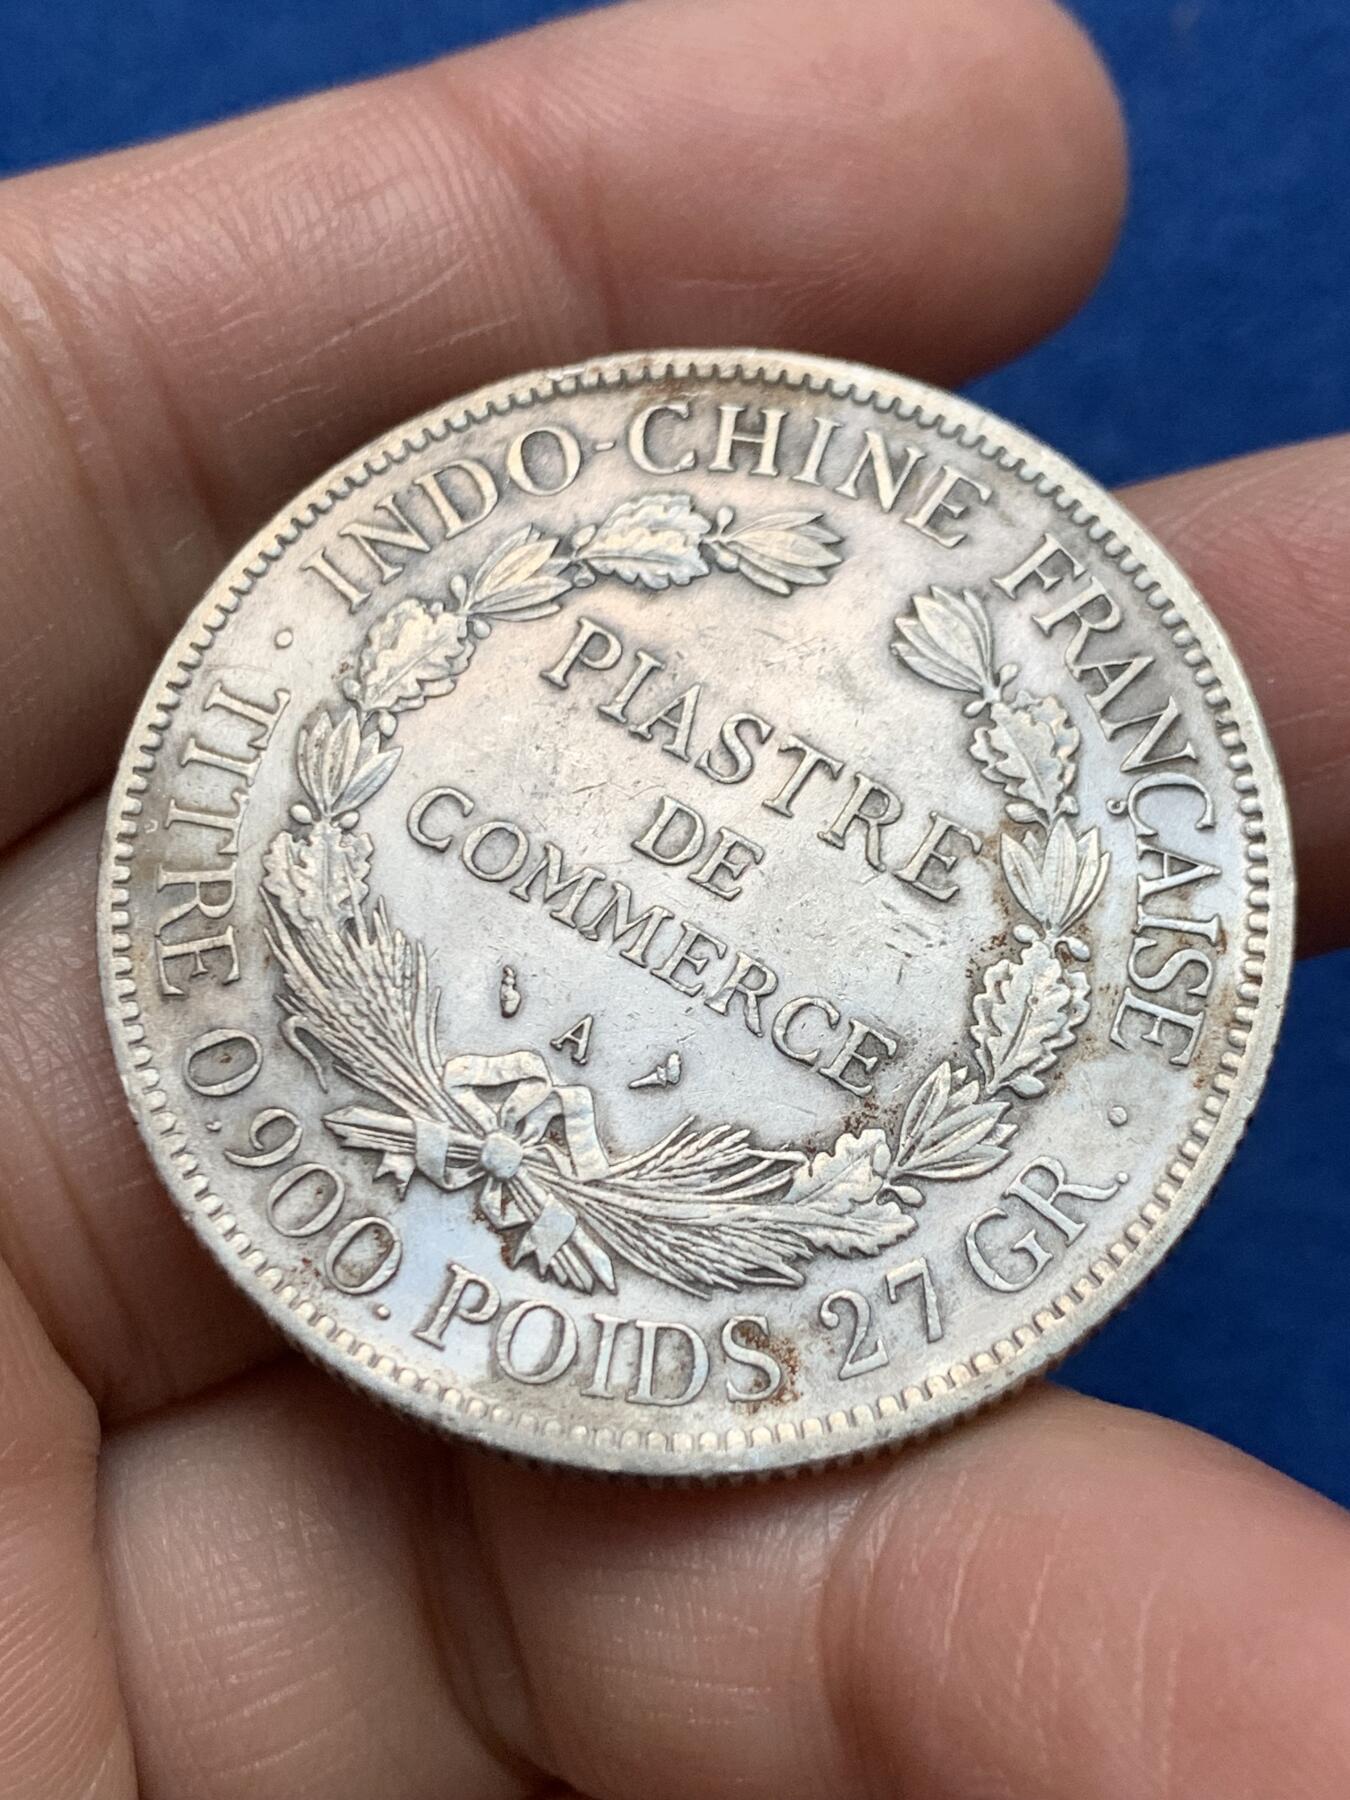 INDO-CHINE FRANÇAISE
PIASTRE
DE
COMMERCE
A
· TITRE 0,900. POIDS 27 GR. ·